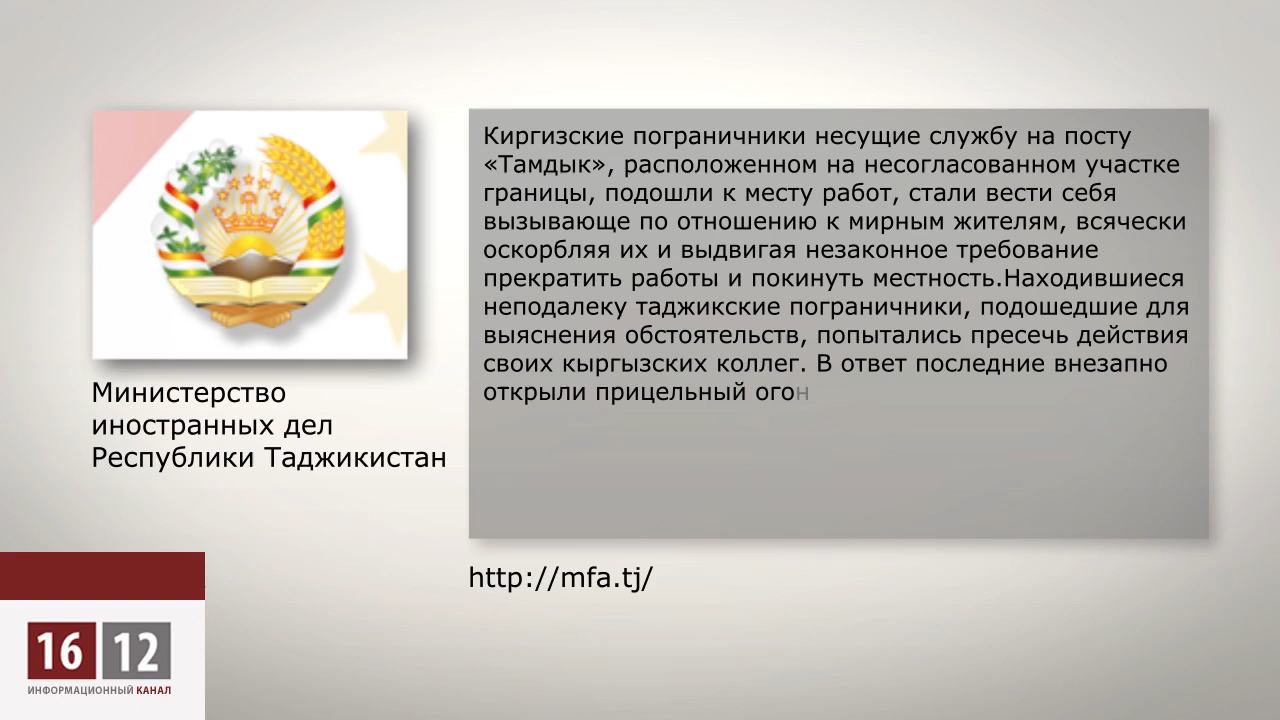 Киргизские пограничники несущие службу на посту
«Тамдык», расположенном на несогласованном участке
границы, подошли к месту работ, стали вести себя
вызывающе по отношению к мирным жителям, всячески
оскорбляя их и выдвигая незаконное требование
прекратить работы и покинуть местность.Находившиеся
неподалеку таджикские пограничники, подошедшие для
выяснения обстоятельств, попытались пресечь действия
своих кыргызских коллег. В ответ последние внезапно
открыли прицельный огон
Министерство
иностранных дел
Республики Таджикистан
http://mfa.tj/
16 12
ИНФОРМАЦИОННЫЙ КАНАЛ